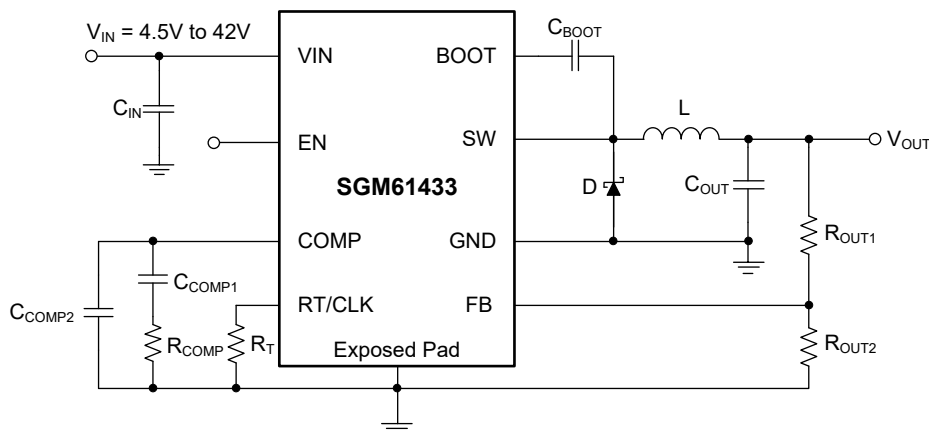 V_IN = 4.5V to 42V
C_IN
VIN
BOOT
C_BOOT
EN
SW
L
V_OUT
SGM61433
D
C_OUT
COMP
GND
R_OUT1
C_COMP1
C_COMP2
RT/CLK
FB
R_COMP
R_T
R_OUT2
Exposed Pad